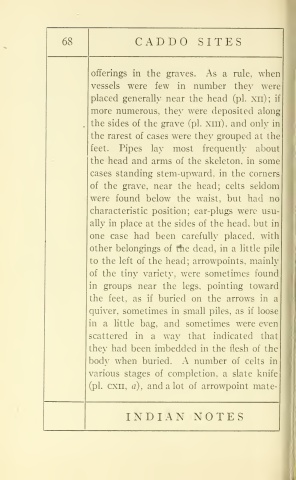 68
CADDO SITES
offerings in the graves. As a rule, when
vessels were few in number they were
placed generally near the head (pl. XII); if
more numerous, they were deposited along
the sides of the grave (pl. XIII), and only in
the rarest of cases were they grouped at the
feet. Pipes lay most frequently about
the head and arms of the skeleton, in some
cases standing stem-upward, in the corners
of the grave, near the head; celts seldom
were found below the waist, but had no
characteristic position; ear-plugs were usu-
ally in place at the sides of the head, but in
one case had been carefully placed, with
other belongings of the dead, in a little pile
to the left of the head; arrowpoints, mainly
of the tiny variety, were sometimes found
in groups near the legs, pointing toward
the feet, as if buried on the arrows in a
quiver, sometimes in small piles, as if loose
in a little bag, and sometimes were even
scattered in a way that indicated that
they had been imbedded in the flesh of the
body when buried. A number of celts in
various stages of completion, a slate knife
(pl. CXII, d), and a lot of arrowpoint mate-
INDIAN NOTES